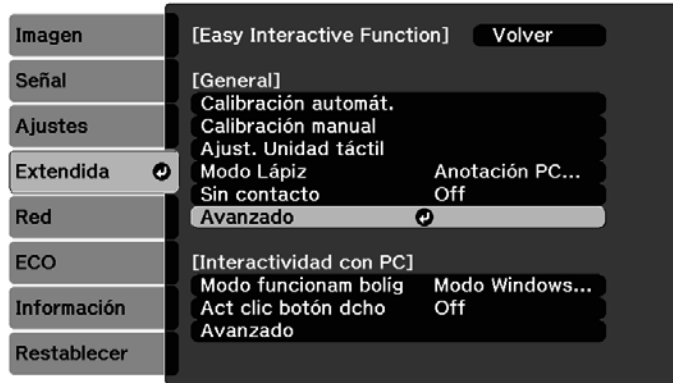 Imagen
Señal
Ajustes
Extendida
Red
ECO
Información
Restablecer
[Easy Interactive Function] Volver
[General]
Calibración automát.
Calibración manual
Ajust. Unidad táctil
Modo Lápiz Anotación PC...
Sin contacto Off
Avanzado
[Interactividad con PC]
Modo funcionam bolíg Modo Windows...
Act clic botón dcho Off
Avanzado